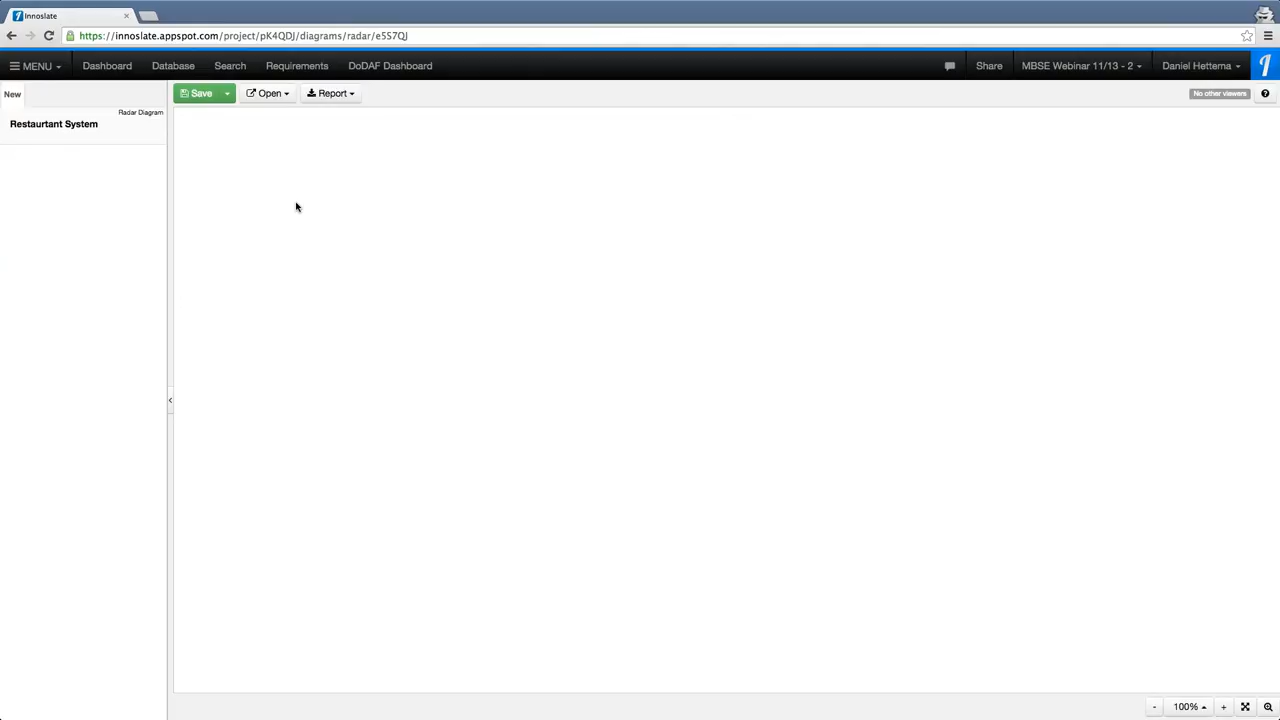 Innoslate
https://innoslate.appspot.com/project/pK4QDJ/diagrams/radar/e5S7QJ
MENU Dashboard Database Search Requirements DoDAF Dashboard Share MBSE Webinar 11/13 - 2 Daniel Hettema
New Save Open Report No other viewers
Radar Diagram
Restaurtant System
- 100% +